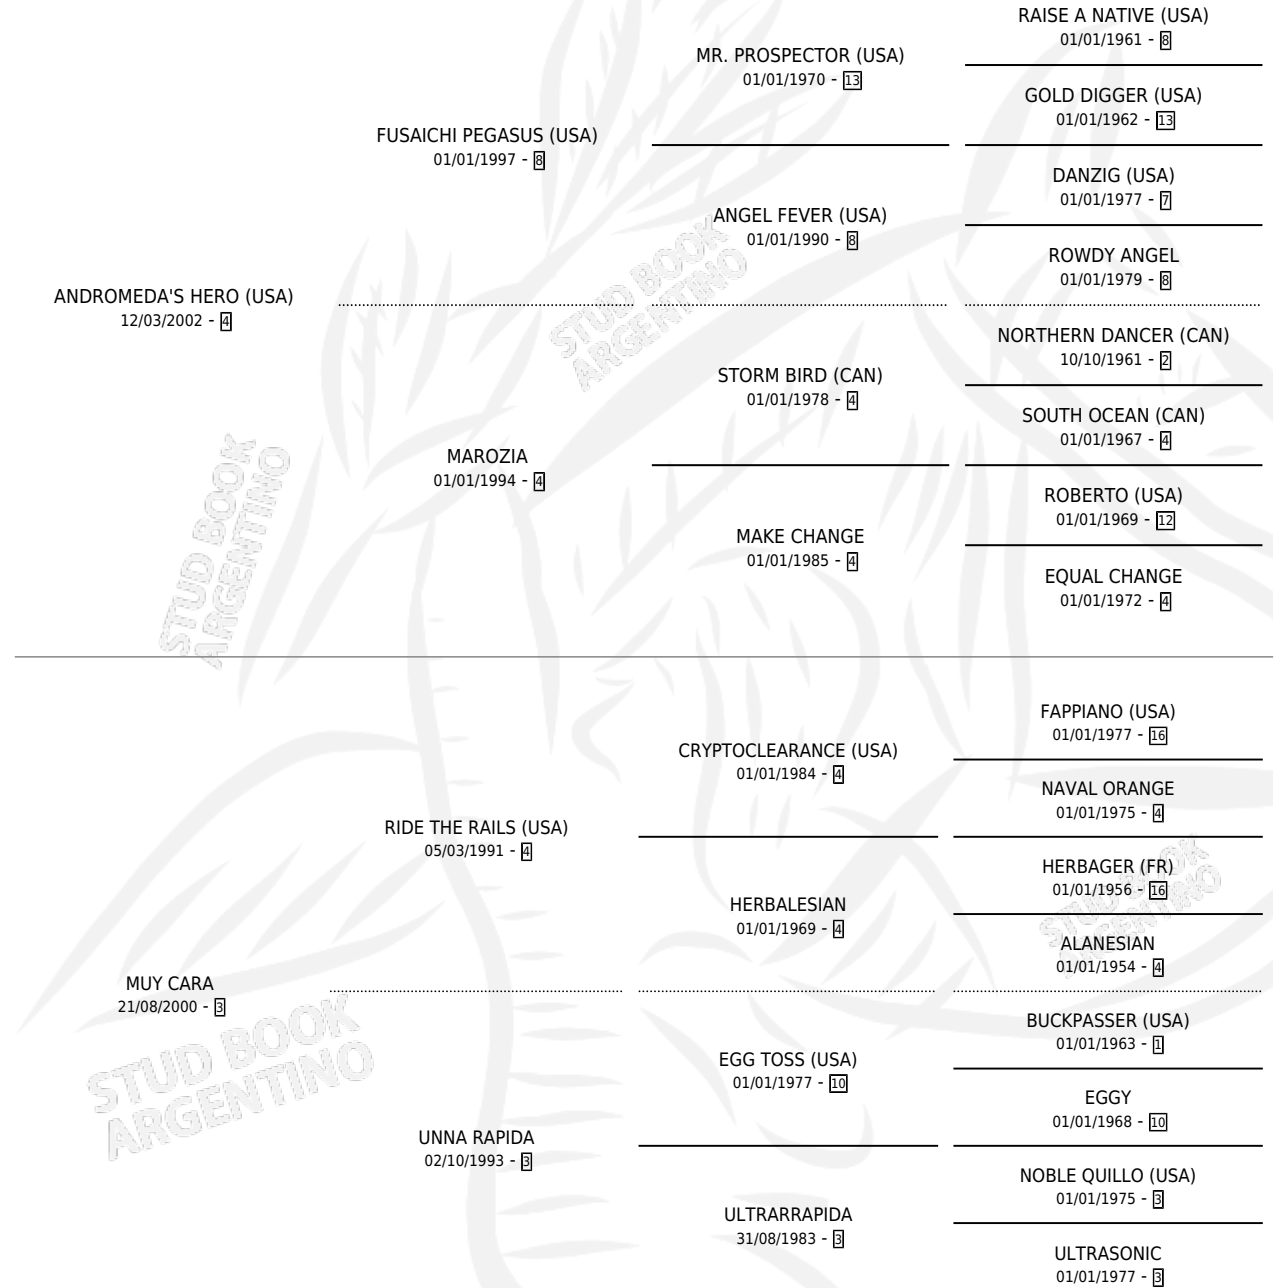 RAISE A NATIVE (USA)
01/01/1961 - 8
MR. PROSPECTOR (USA)
01/01/1970 - 13
GOLD DIGGER (USA)
01/01/1962 - 13
FUSAICHI PEGASUS (USA)
01/01/1997 - 8
DANZIG (USA)
01/01/1977 - 7
ANGEL FEVER (USA)
01/01/1990 - 8
ROWDY ANGEL
01/01/1979 - 8
ANDROMEDA'S HERO (USA)
12/03/2002 - 4
NORTHERN DANCER (CAN)
10/10/1961 - 2
STORM BIRD (CAN)
01/01/1978 - 4
SOUTH OCEAN (CAN)
01/01/1967 - 4
MAROZIA
01/01/1994 - 4
ROBERTO (USA)
01/01/1969 - 12
MAKE CHANGE
01/01/1985 - 4
EQUAL CHANGE
01/01/1972 - 4
FAPPIANO (USA)
01/01/1977 - 16
CRYPTOCLEARANCE (USA)
01/01/1984 - 4
NAVAL ORANGE
01/01/1975 - 4
RIDE THE RAILS (USA)
05/03/1991 - 4
HERBAGER (FR)
01/01/1956 - 16
HERBALESIAN
01/01/1969 - 4
ALANESIAN
01/01/1954 - 4
MUY CARA
21/08/2000 - 3
BUCKPASSER (USA)
01/01/1963 - 1
EGG TOSS (USA)
01/01/1977 - 10
EGGY
01/01/1968 - 10
UNNA RAPIDA
02/10/1993 - 3
NOBLE QUILLO (USA)
01/01/1975 - 3
ULTRARRAPIDA
31/08/1983 - 3
ULTRASONIC
01/01/1977 - 3
STUD BOOK
ARGENTINO
STUD BOOK
ARGENTINO
STUD BOOK
ARGENTINO
STUD BOOK
ARGENTINO